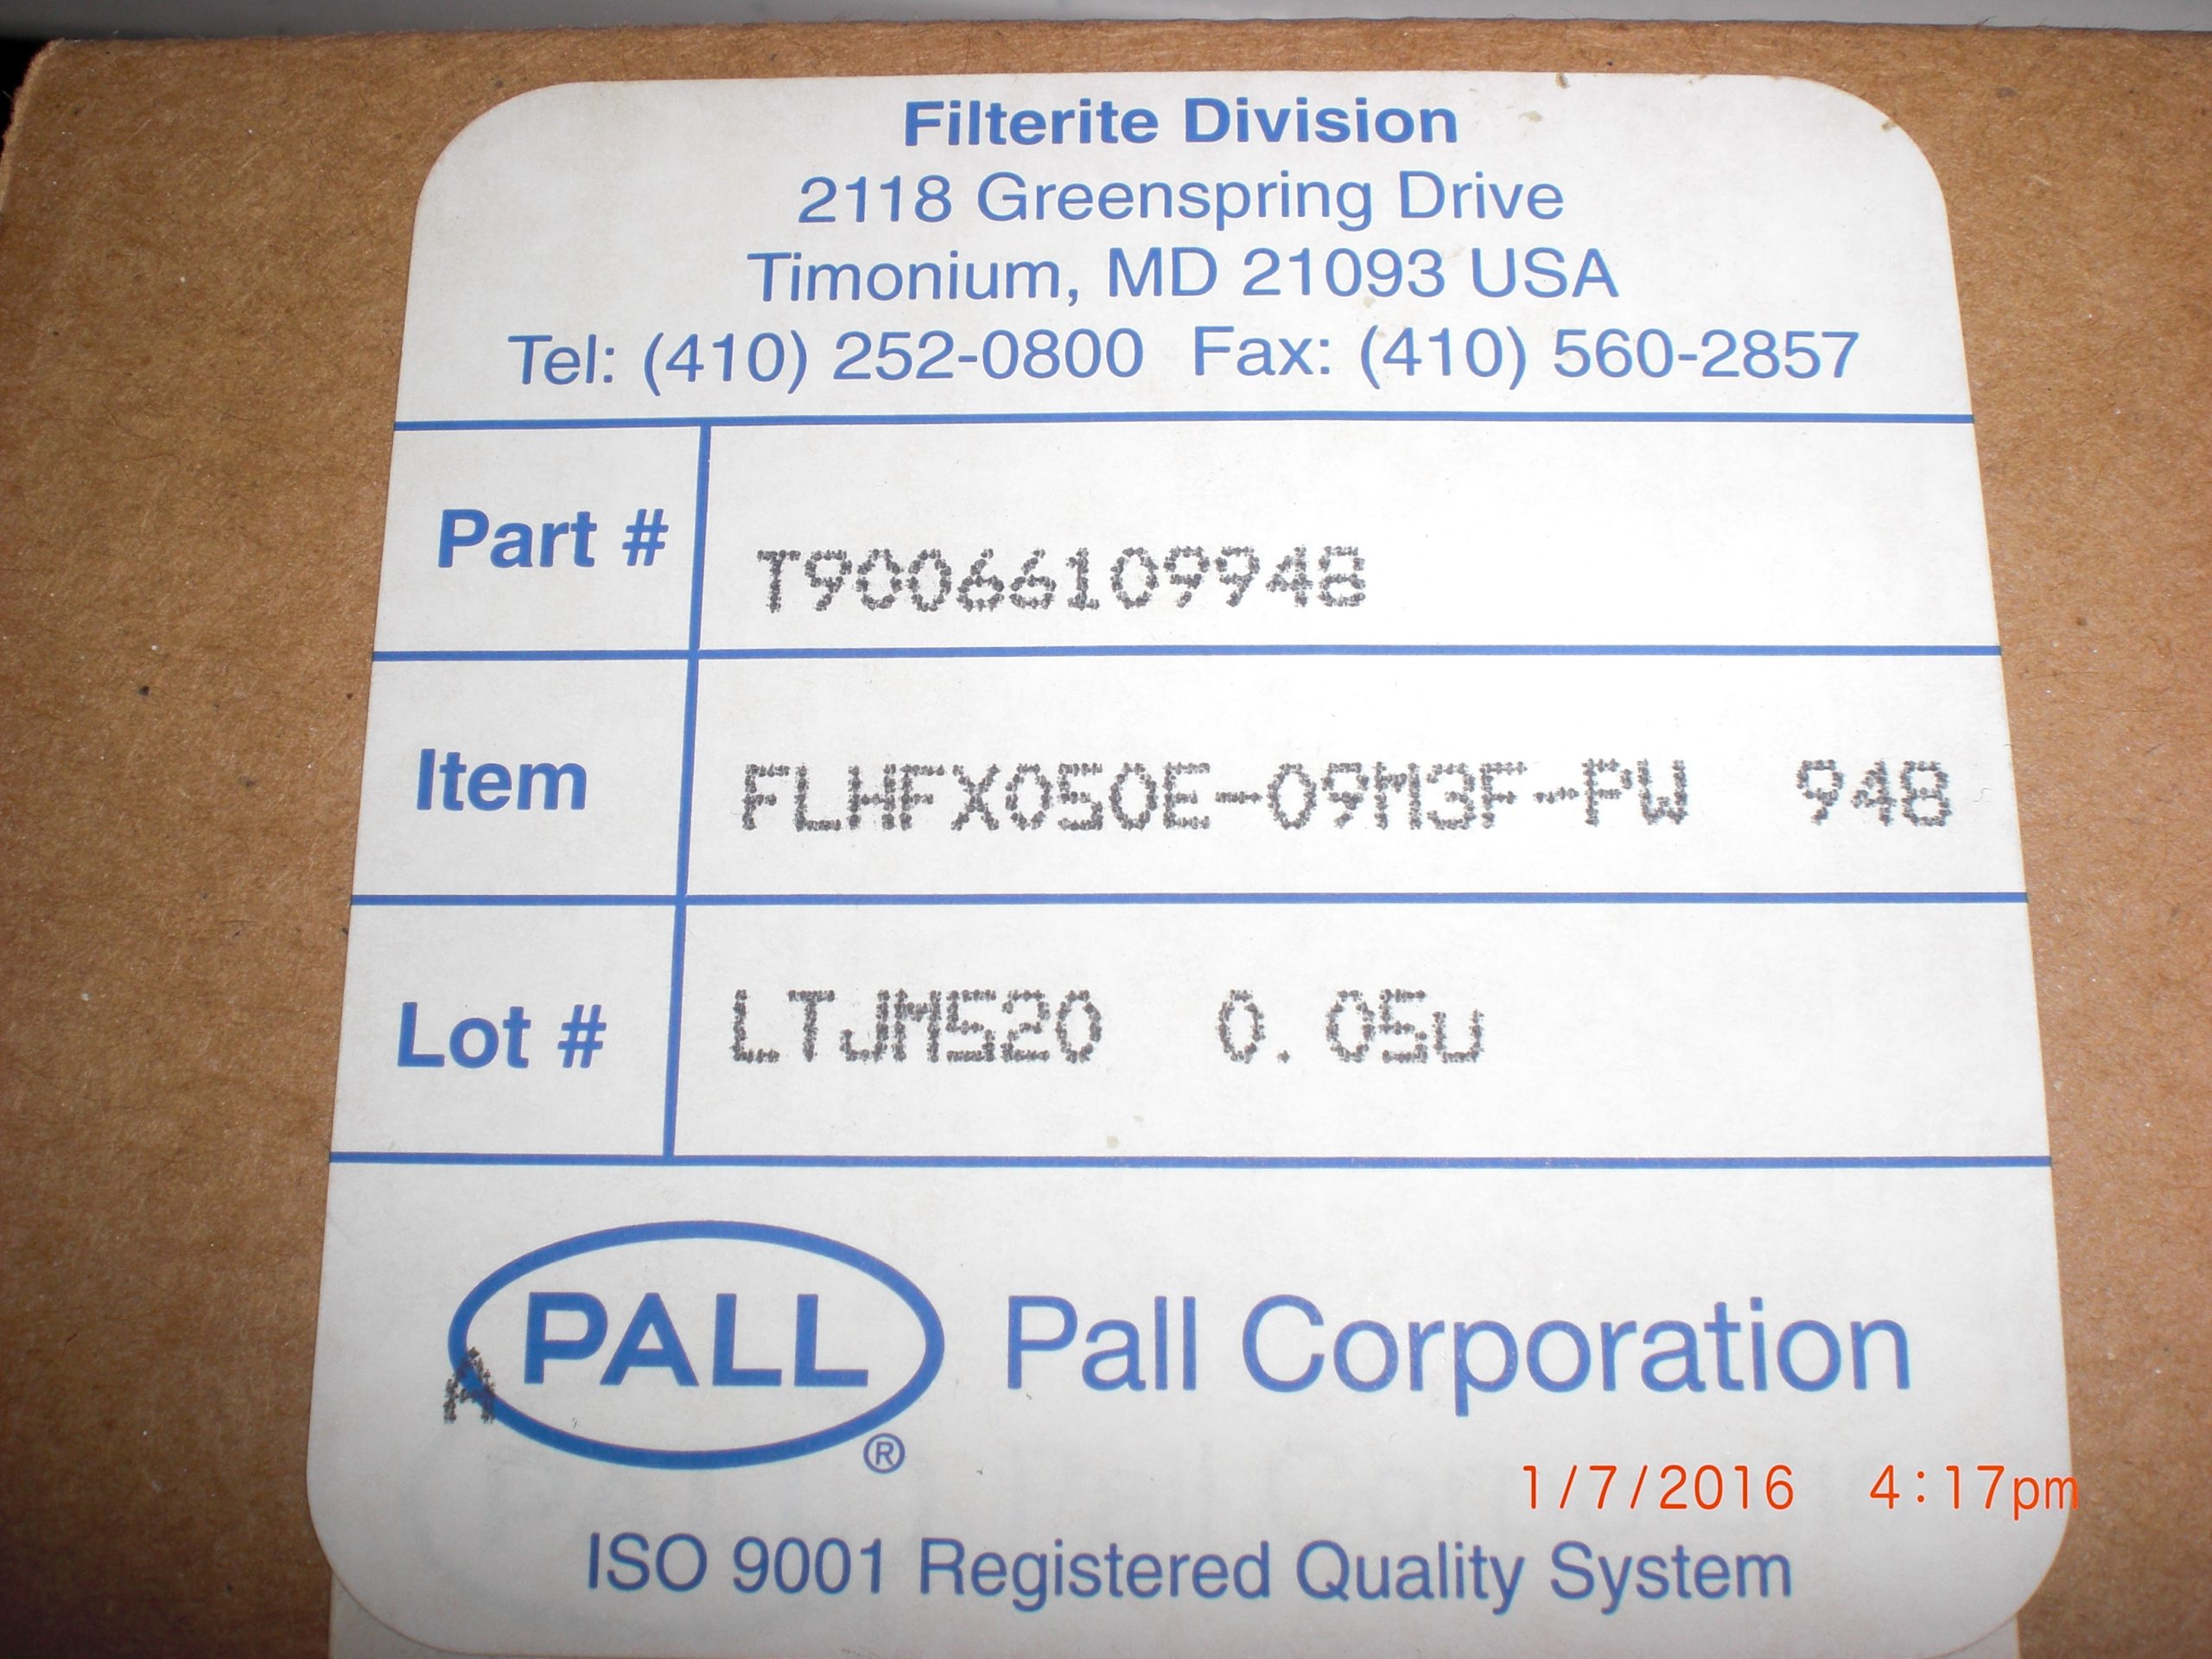 Filterite Division
2118 Greenspring Drive
Timonium, MD 21093 USA
Tel: (410) 252-0800 Fax: (410) 560-2857
Part # T90066109948
Item FLHFX050E-09M3F-PW 948
Lot # LTJM520 0.05u
PALL ® Pall Corporation
A
1/7/2016 4:17pm
ISO 9001 Registered Quality System